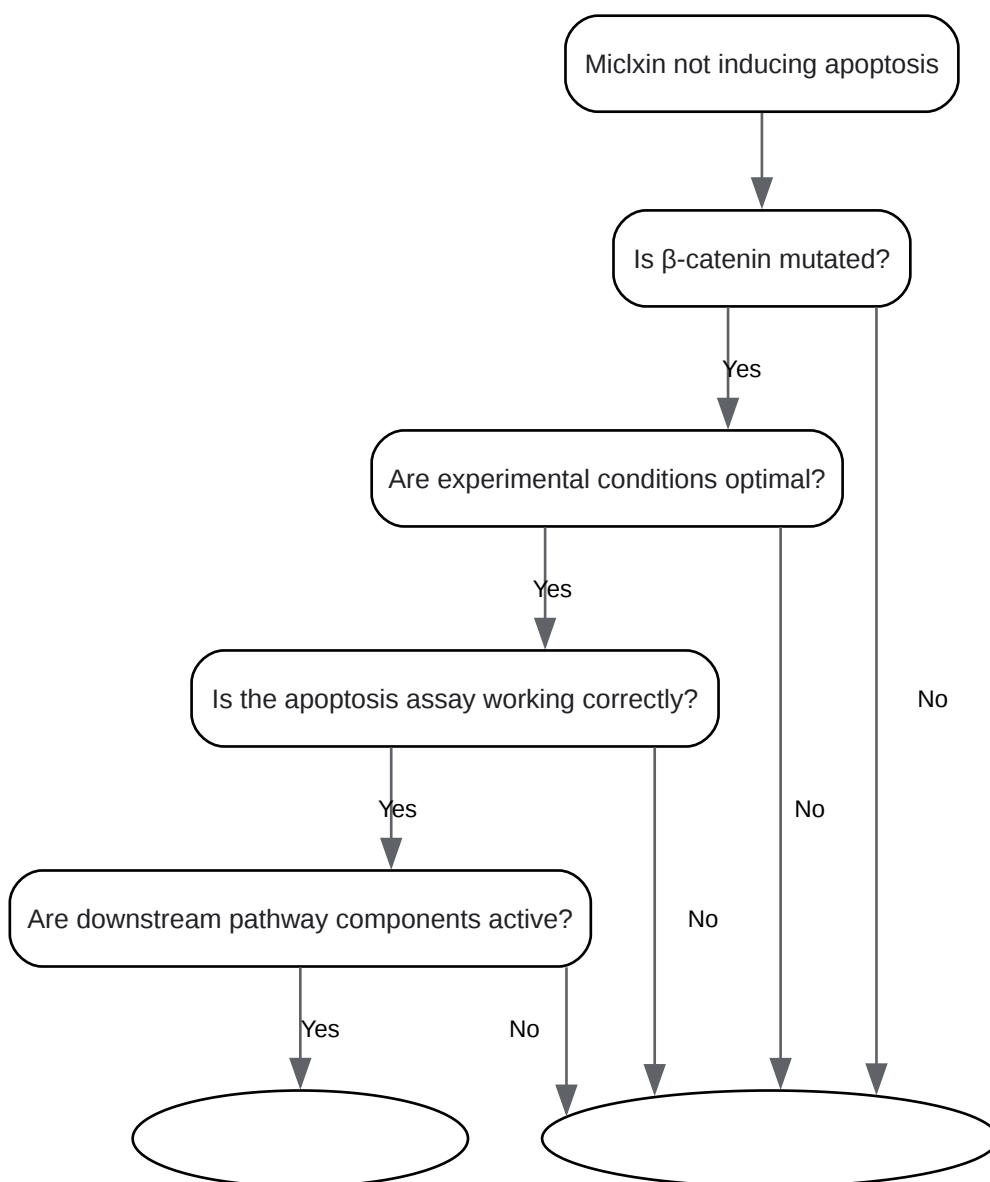 Miclxin not inducing apoptosis
Is β-catenin mutated?
Yes
Are experimental conditions optimal?
Yes
Is the apoptosis assay working correctly?
No
Yes
No
Are downstream pathway components active?
No
Yes
No